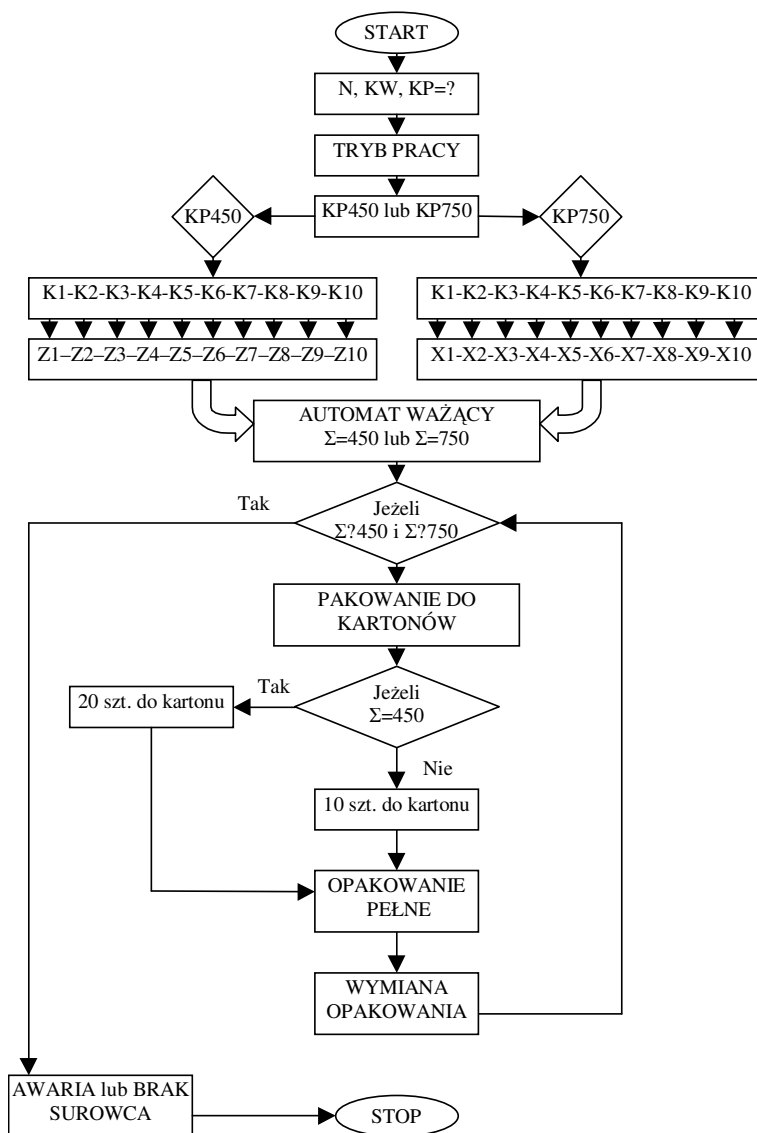 START
N, KW, KP=?
TRYB PRACY
KP450
KP450 lub KP750
KP750
K1-K2-K3-K4-K5-K6-K7-K8-K9-K10
K1-K2-K3-K4-K5-K6-K7-K8-K9-K10
Z1–Z2–Z3–Z4–Z5–Z6–Z7–Z8–Z9–Z10
X1-X2-X3-X4-X5-X6-X7-X8-X9-X10
AUTOMAT WAŻĄCY
Σ=450 lub Σ=750
Tak
Jeżeli
Σ?450 i Σ?750
PAKOWANIE DO
KARTONÓW
20 szt. do kartonu
Tak
Jeżeli
Σ=450
Nie
10 szt. do kartonu
OPAKOWANIE
PEŁNE
WYMIANA
OPAKOWANIA
AWARIA lub BRAK
SUROWCA
STOP